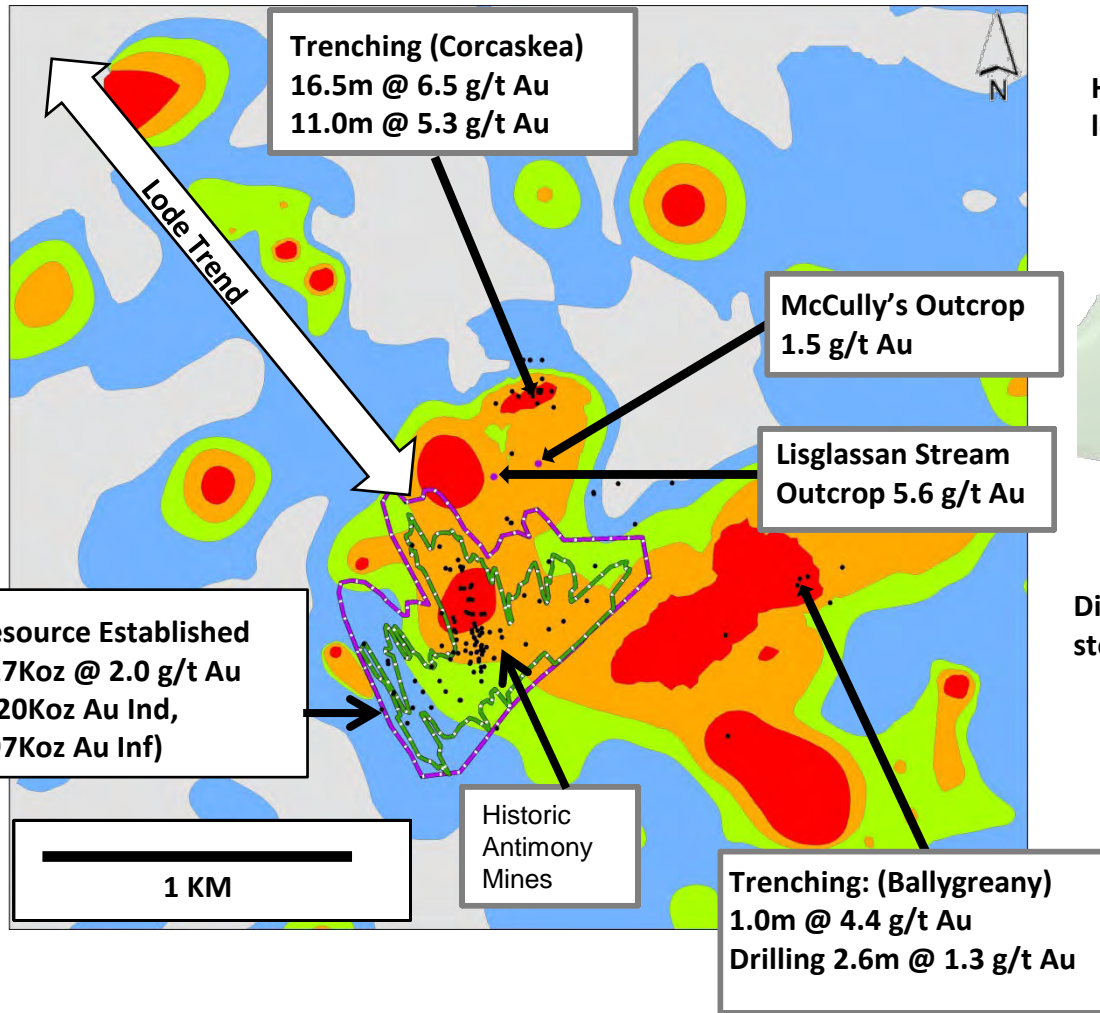 Trenching (Corcaskea)
16.5m @ 6.5 g/t Au
11.0m @ 5.3 g/t Au
N
Lode Trend
McCully’s Outcrop
1.5 g/t Au
Lisglassan Stream
Outcrop 5.6 g/t Au
esource Established
7Koz @ 2.0 g/t Au
20Koz Au Ind,
7Koz Au Inf)
Historic
Antimony
Mines
1 KM
Trenching: (Ballygreany)
1.0m @ 4.4 g/t Au
Drilling 2.6m @ 1.3 g/t Au
H
Di
ste